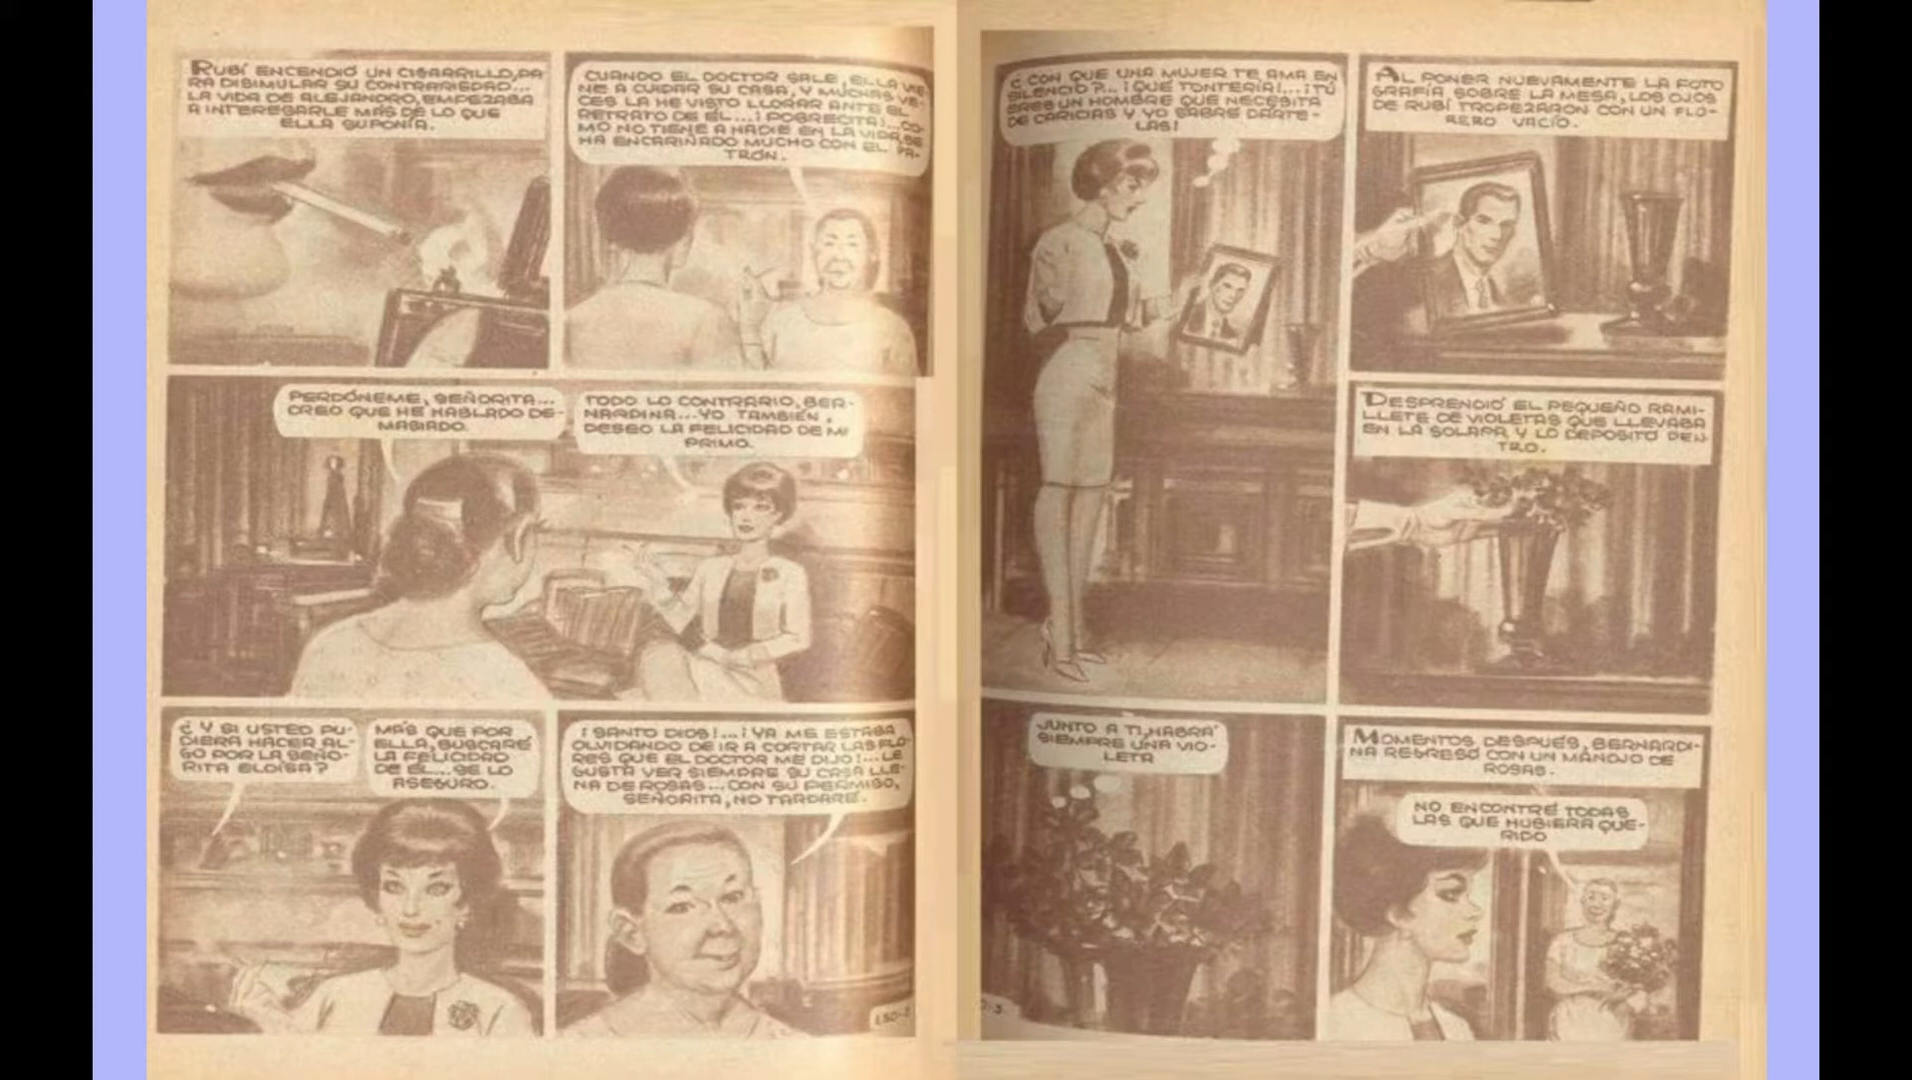 RUBÍ ENCENDIÓ UN CIGARRILLO, PA
RA DISIMULAR SU CONTRARIEDAD...
LA VIDA DE ALEJANDRO, EMPEZABA
A INTERESARLE MÁS DE LO QUE
ELLA SUPONÍA.
CUANDO EL DOCTOR SALE, ELLA VIE
NE A CUIDAR SU CASA, Y MUCHAS VE-
CES LA HE VISTO LLORAR ANTE EL
RETRATO DE ÉL...¡POBRECITA!...CO-
MO NO TIENE A NADIE EN LA VIDA, SE
HA ENCARIÑADO MUCHO CON EL PA-
TRÓN.
PERDÓNEME, SEÑORITA...
CREO QUE HE HABLADO DE-
MASIADO.
TODO LO CONTRARIO, BER-
NARDINA...YO TAMBIÉN,
DESEO LA FELICIDAD DE MI
PRIMO.
¿Y SI USTED PU-
DIERA HACER AL-
GO POR LA SEÑO-
RITA ELOÍSA?
MÁS QUE POR
ELLA, BUSCARÉ
LA FELICIDAD
DE ÉL...SE LO
ASEGURO.
¡SANTO DIOS!...¡YA ME ESTABA
OLVIDANDO DE IR A CORTAR LAS FLO-
RES QUE EL DOCTOR ME DIJO!...LE
GUSTA VER SIEMPRE SU CASA LLE-
NA DE ROSAS...CON SU PERMISO,
SEÑORITA, NO TARDARÉ.
¿CON QUE UNA MUJER TE AMA EN
SILENCIO?...¡QUÉ TONTERÍA!...¡TÚ
ERES UN HOMBRE QUE NECESITA
DE CARICIAS Y YO SABRÉ DÁRTE-
LAS!
AL PONER NUEVAMENTE LA FOTO
GRAFÍA SOBRE LA MESA, LOS OJOS
DE RUBÍ TROPEZARON CON UN FLO-
RERO VACÍO.
DESPRENDIÓ EL PEQUEÑO RAMI-
LLETE DE VIOLETAS QUE LLEVABA
EN LA SOLAPA Y LO DEPOSITÓ DEN
TRO.
JUNTO A TI, HABRÁ
SIEMPRE UNA VIO-
LETA
MOMENTOS DESPUÉS, BERNARDI-
NA REGRESÓ CON UN MANOJO DE
ROSAS.
NO ENCONTRÉ TODAS
LAS QUE HUBIERA QUE-
RIDO